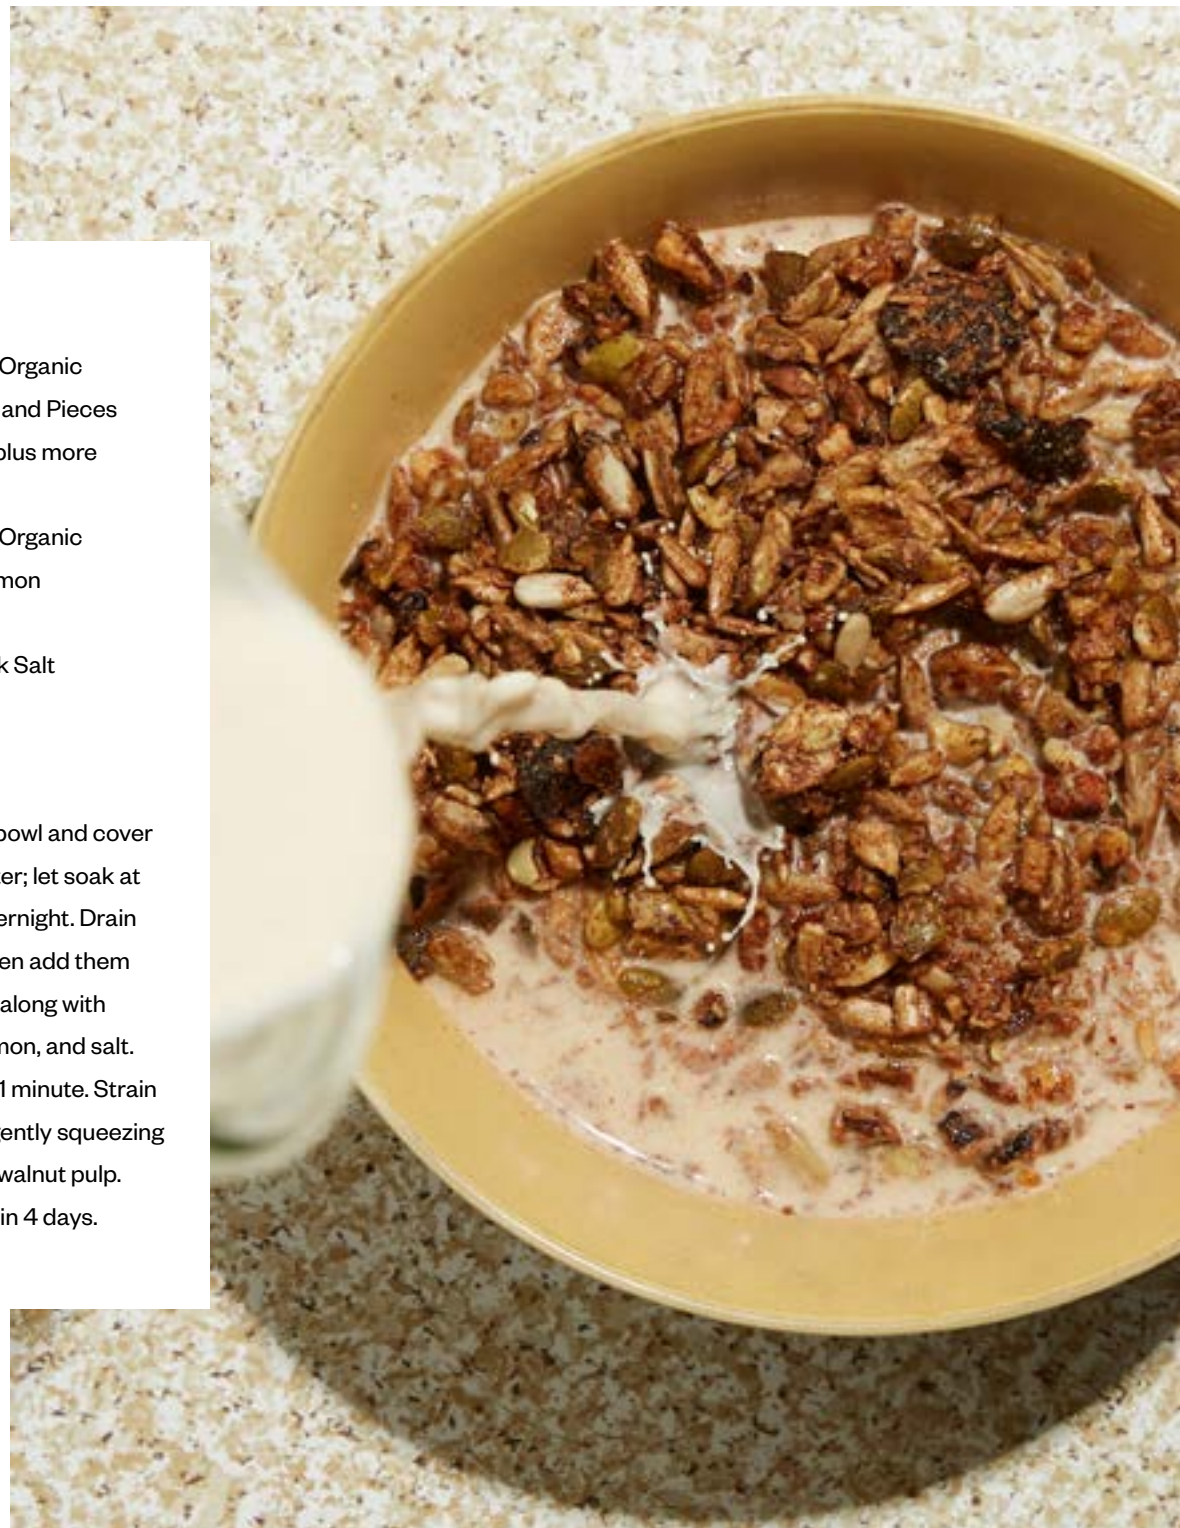 Organic
and Pieces
plus more
Organic
mon
k Salt
bowl and cover
er; let soak at
ernight. Drain
en add them
along with
mon, and salt.
1 minute. Strain
ently squeezing
walnut pulp.
in 4 days.